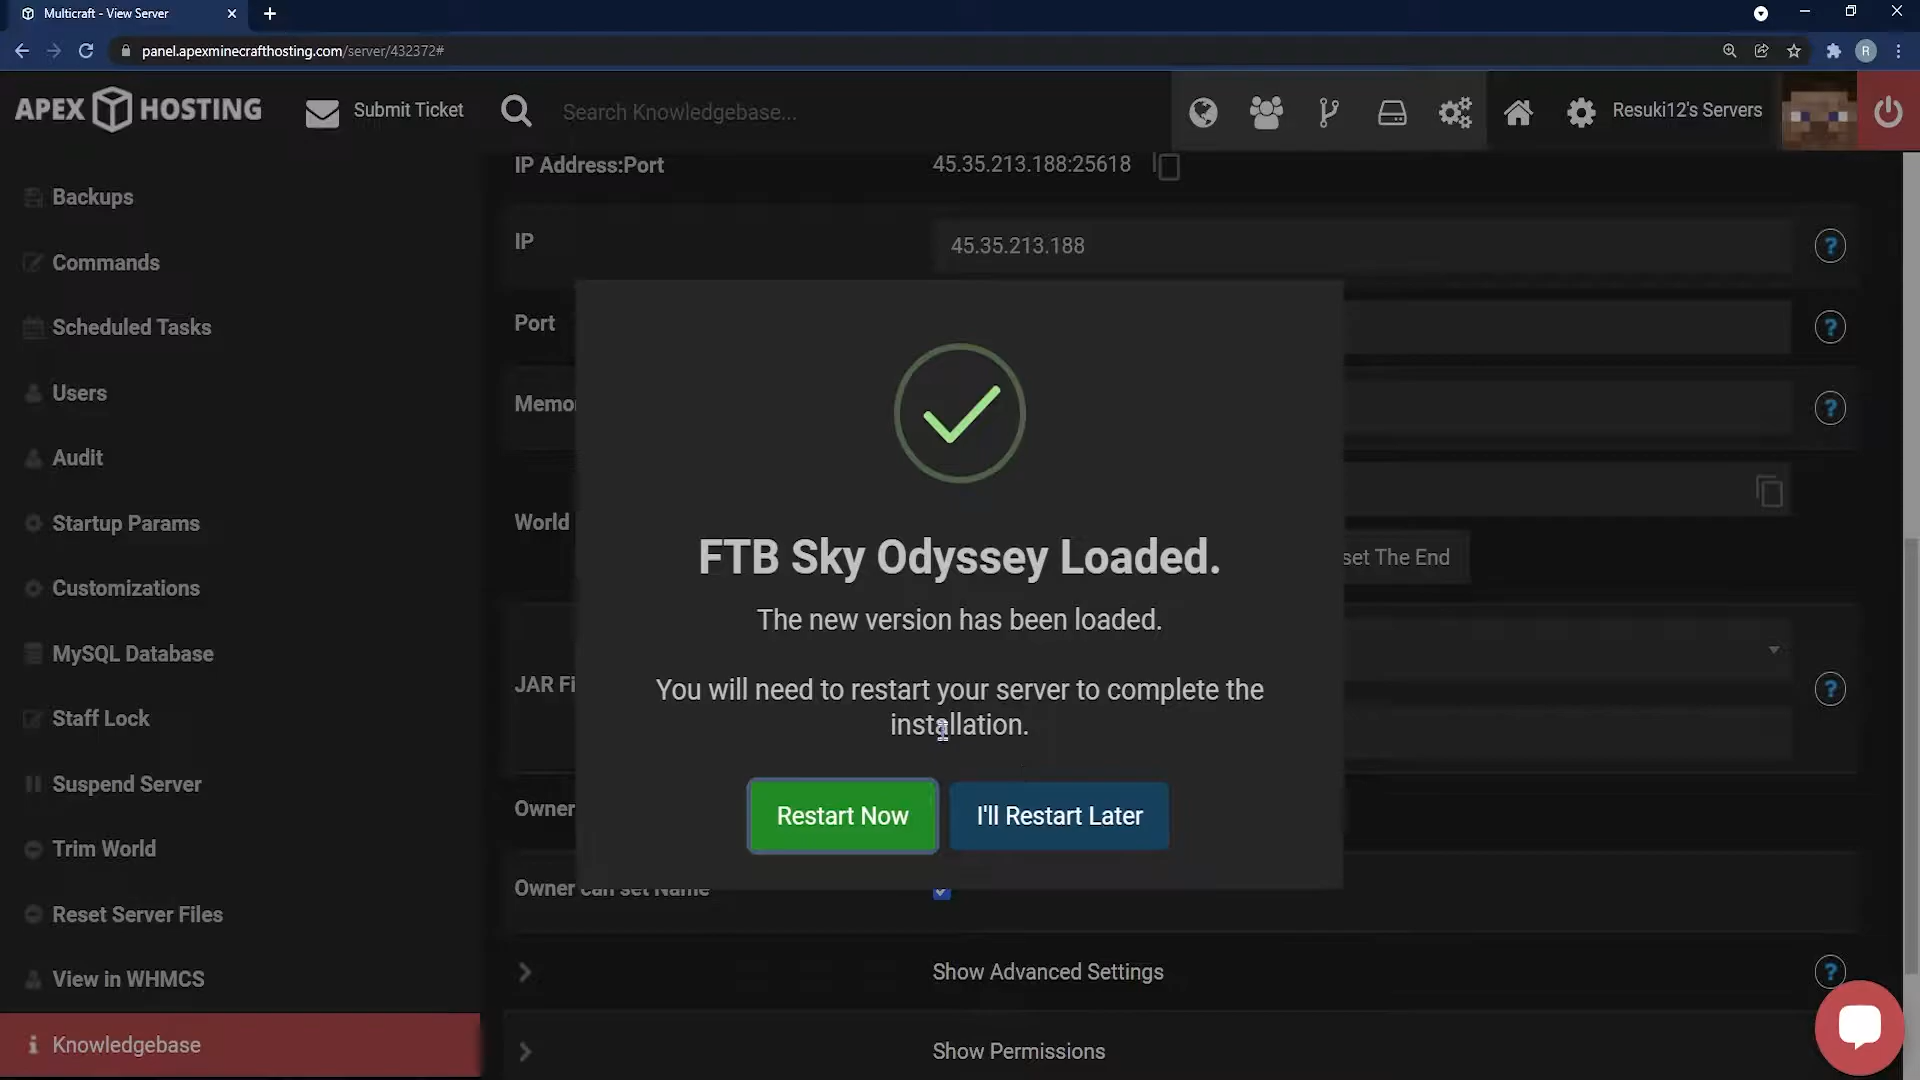 Multicraft - View Server
panel.apexminecrafthosting.com/server/432372#
R
APEX HOSTING
Submit Ticket
Search Knowledgebase...
Resuki12's Servers
IP Address:Port
45.35.213.188:25618
Backups
IP
45.35.213.188
?
Commands
Port
?
Scheduled Tasks
Users
Memo
?
Audit
World
Startup Params
FTB Sky Odyssey Loaded.
set The End
Customizations
The new version has been loaded.
MySQL Database
You will need to restart your server to complete the
installation.
JAR Fi
?
Staff Lock
Suspend Server
Owner
Restart Now
I'll Restart Later
Trim World
Owner can set Name
Reset Server Files
View in WHMCS
Show Advanced Settings
?
Knowledgebase
Show Permissions